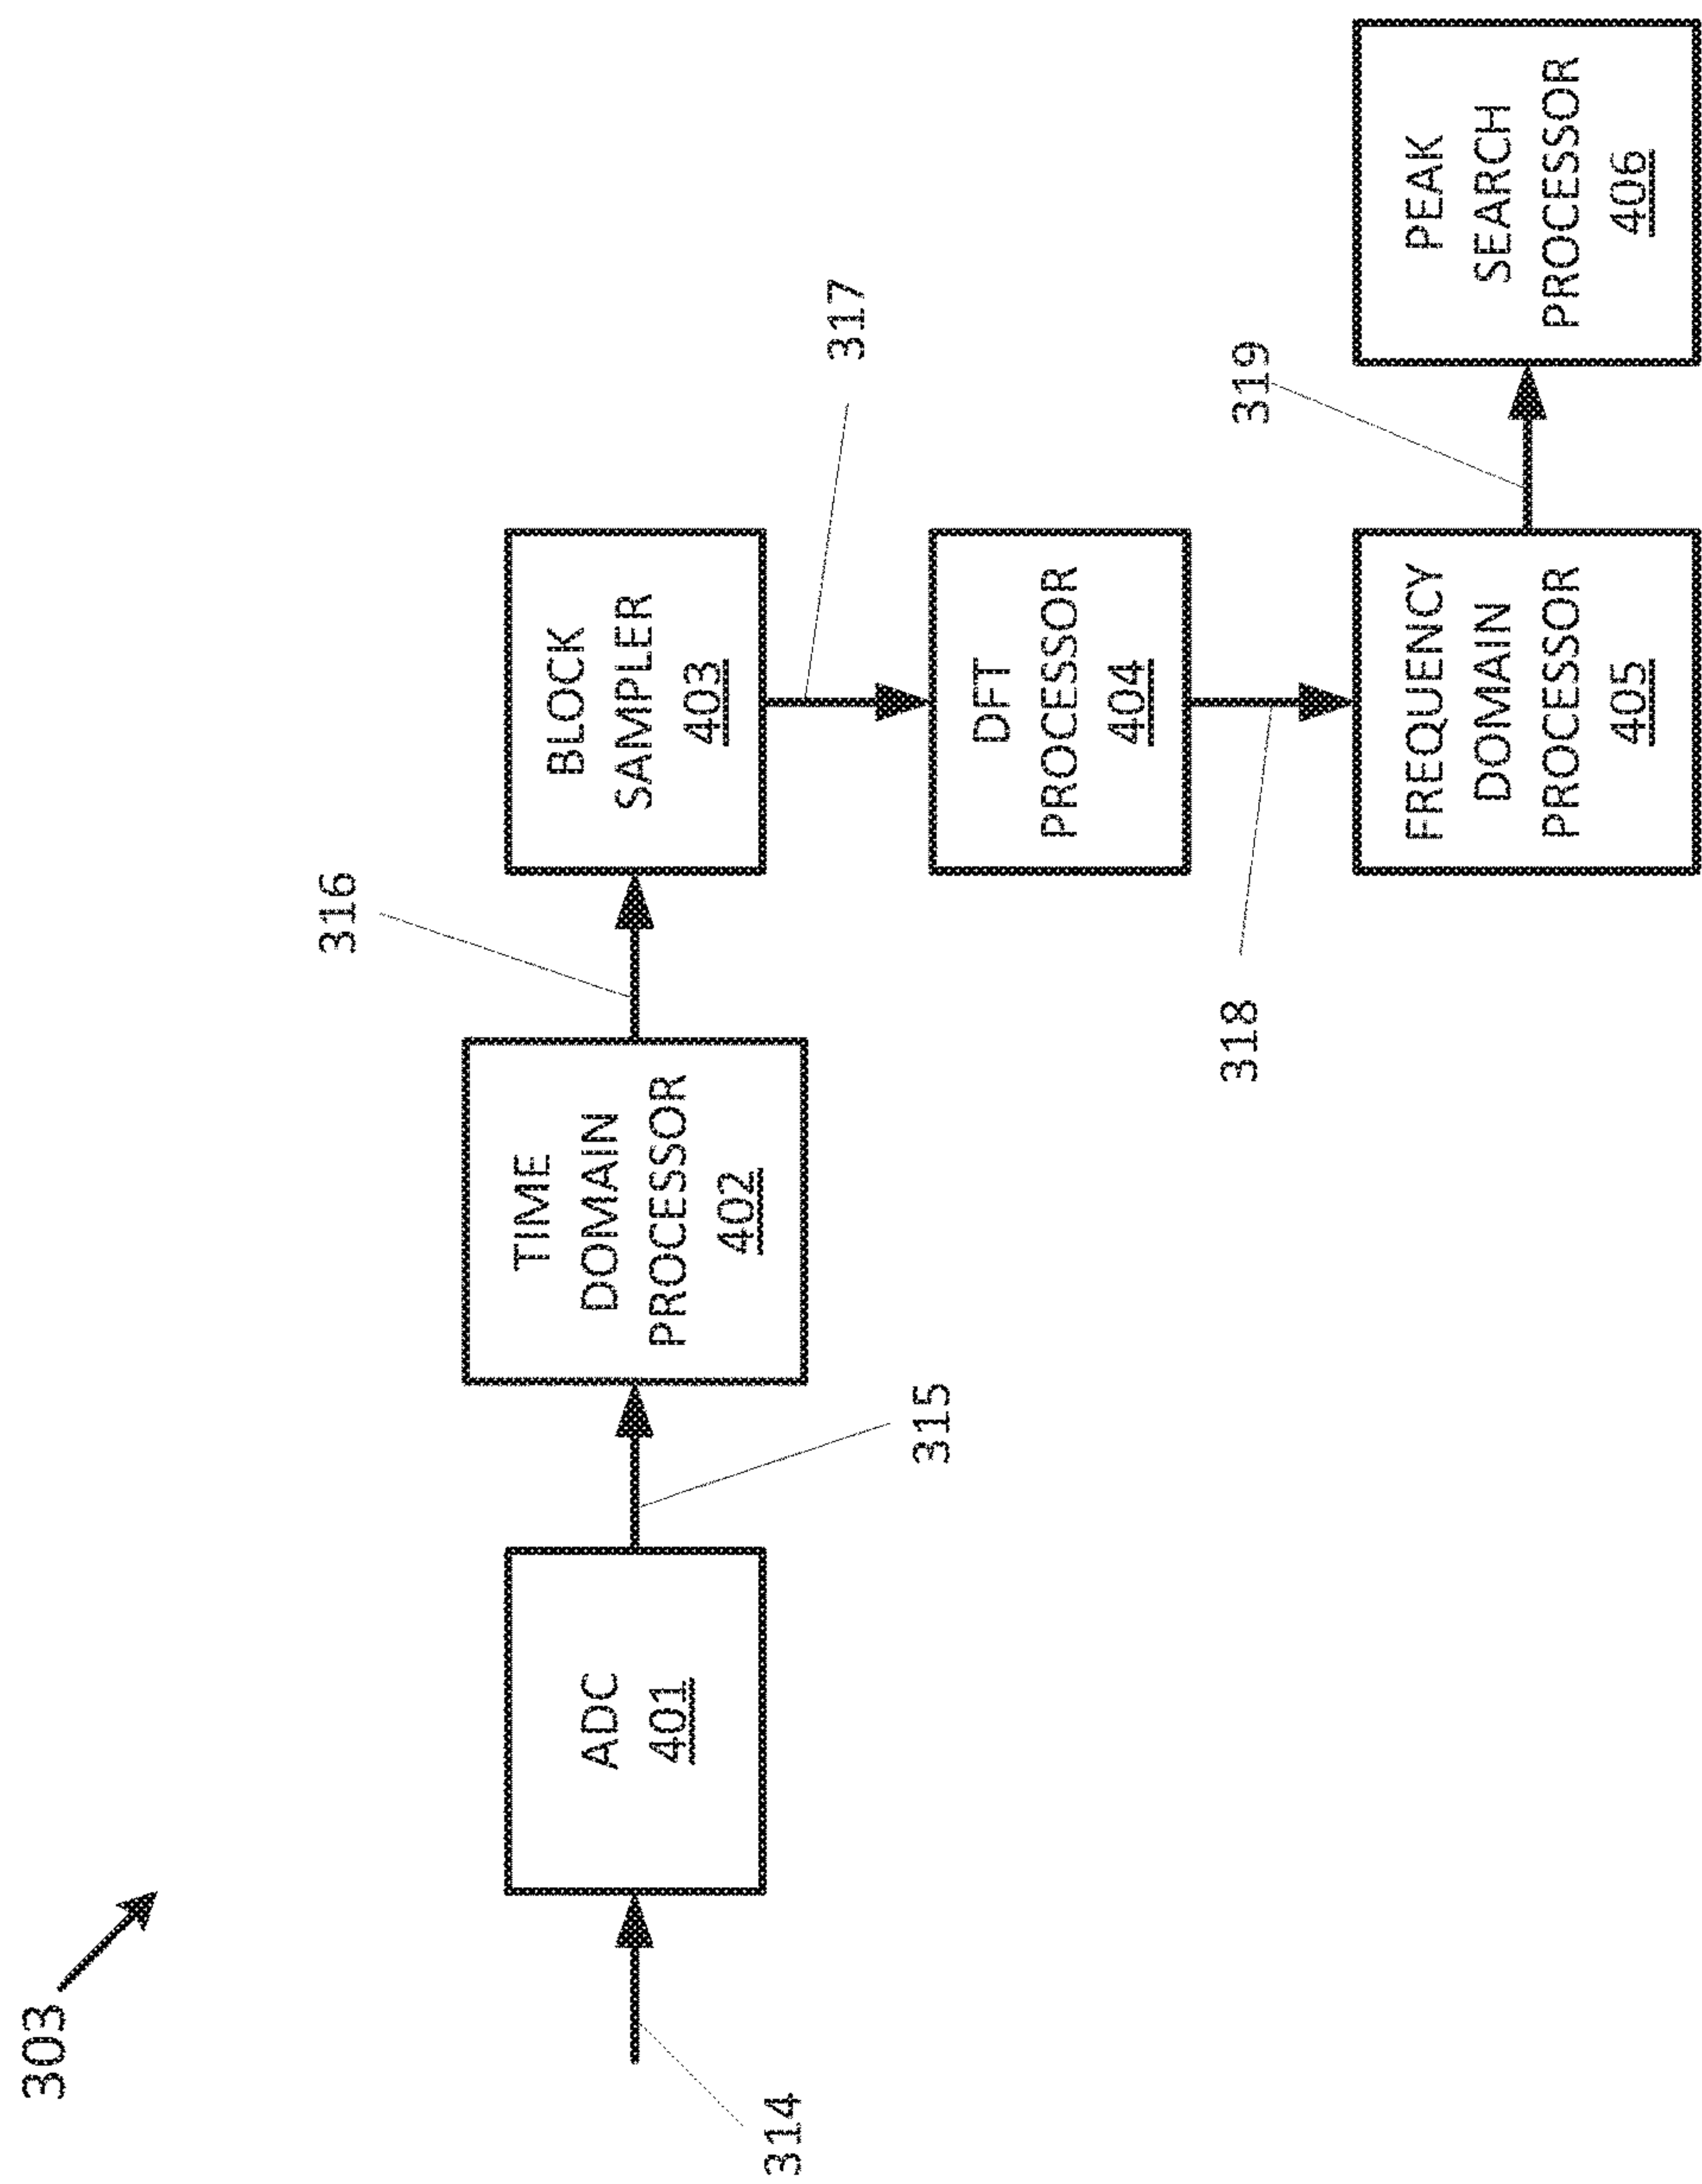 303
314
ADC
401
315
TIME
DOMAIN
PROCESSOR
402
316
BLOCK
SAMPLER
403
317
DFT
PROCESSOR
404
318
FREQUENCY
DOMAIN
PROCESSOR
405
319
PEAK
SEARCH
PROCESSOR
406